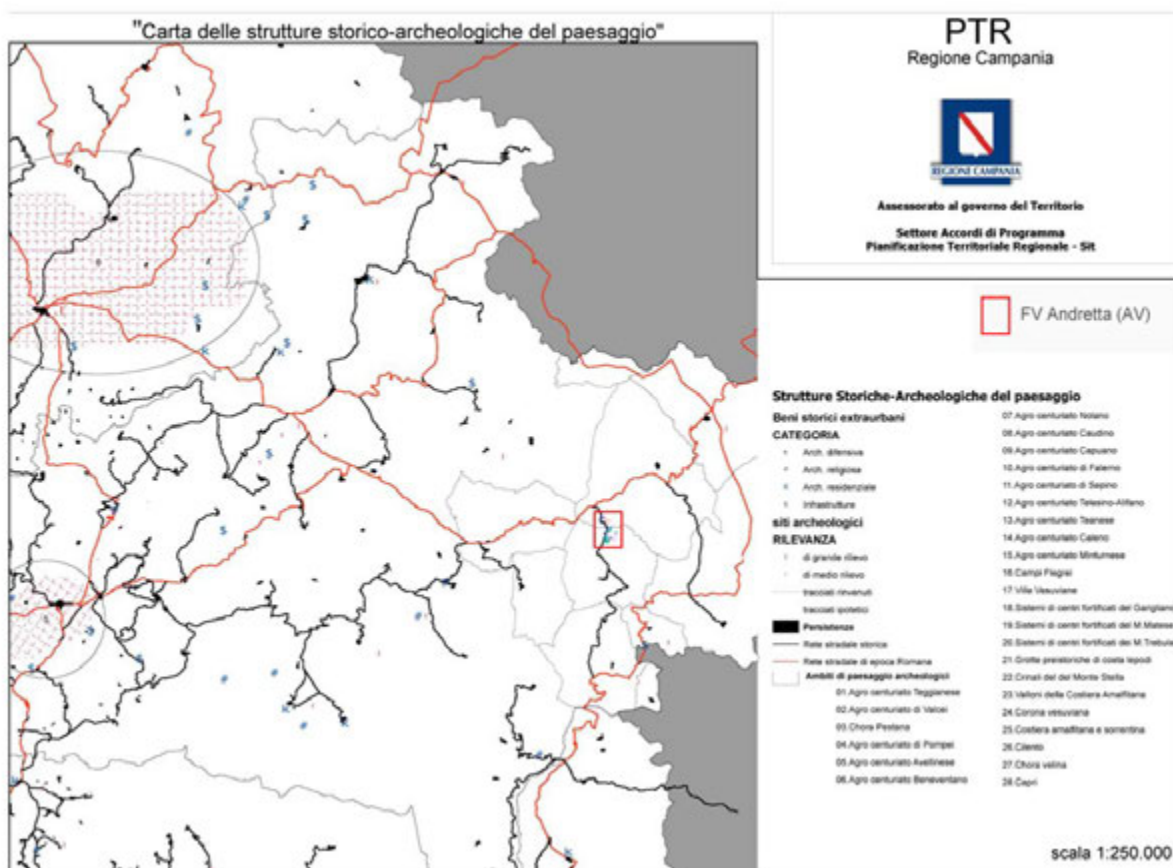 "Carta delle strutture storico-archeologiche del paesaggio"
PTR
Regione Campania
REGIONE CAMPANIA
Assessorato al governo del Territorio
Settore Accordi di Programma
Pianificazione Territoriale Regionale - Sit
FV Andretta (AV)
Strutture Storiche-Archeologiche del paesaggio
Beni storici extraurbani
CATEGORIA
Arch. difensiva
Arch. religiosa
Arch. residenziale
Infrastrutture
siti archeologici
RILEVANZA
di grande rilievo
di medio rilievo
tracciati rinvenuti
tracciati ipotetici
Persistenze
Rete stradale storica
Rete stradale di epoca Romana
Ambiti di paesaggio archeologici
01.Agro centuriato Teggianese
02.Agro centuriato di Volcei
03.Chora Pestana
04.Agro centuriato di Pompei
05.Agro centuriato Avellinese
06.Agro centuriato Beneventano
07.Agro centuriato Nolano
08.Agro centuriato Caudino
09.Agro centuriato Capuano
10.Agro centuriato di Falerno
11.Agro centuriato di Sepino
12.Agro centuriato Telesino-Alifano
13.Agro centuriato Teanese
14.Agro centuriato Caleno
15.Agro centuriato Minturnese
16.Campi Flegrei
17.Ville Vesuviane
18.Sistemi di centri fortificati del Garigliano
19.Sistemi di centri fortificati del M.Matese
20.Sistemi di centri fortificati del M.Trebula
21.Grotte preistoriche di costa
22.Crinali del del Monte Stella
23.Valloni della Costiera Amalfitana
24.Corona vesuviana
25.Costiera amalfitana e sorrentina
26.Cilento
27.Chora velina
28.Capri
scala 1:250.000